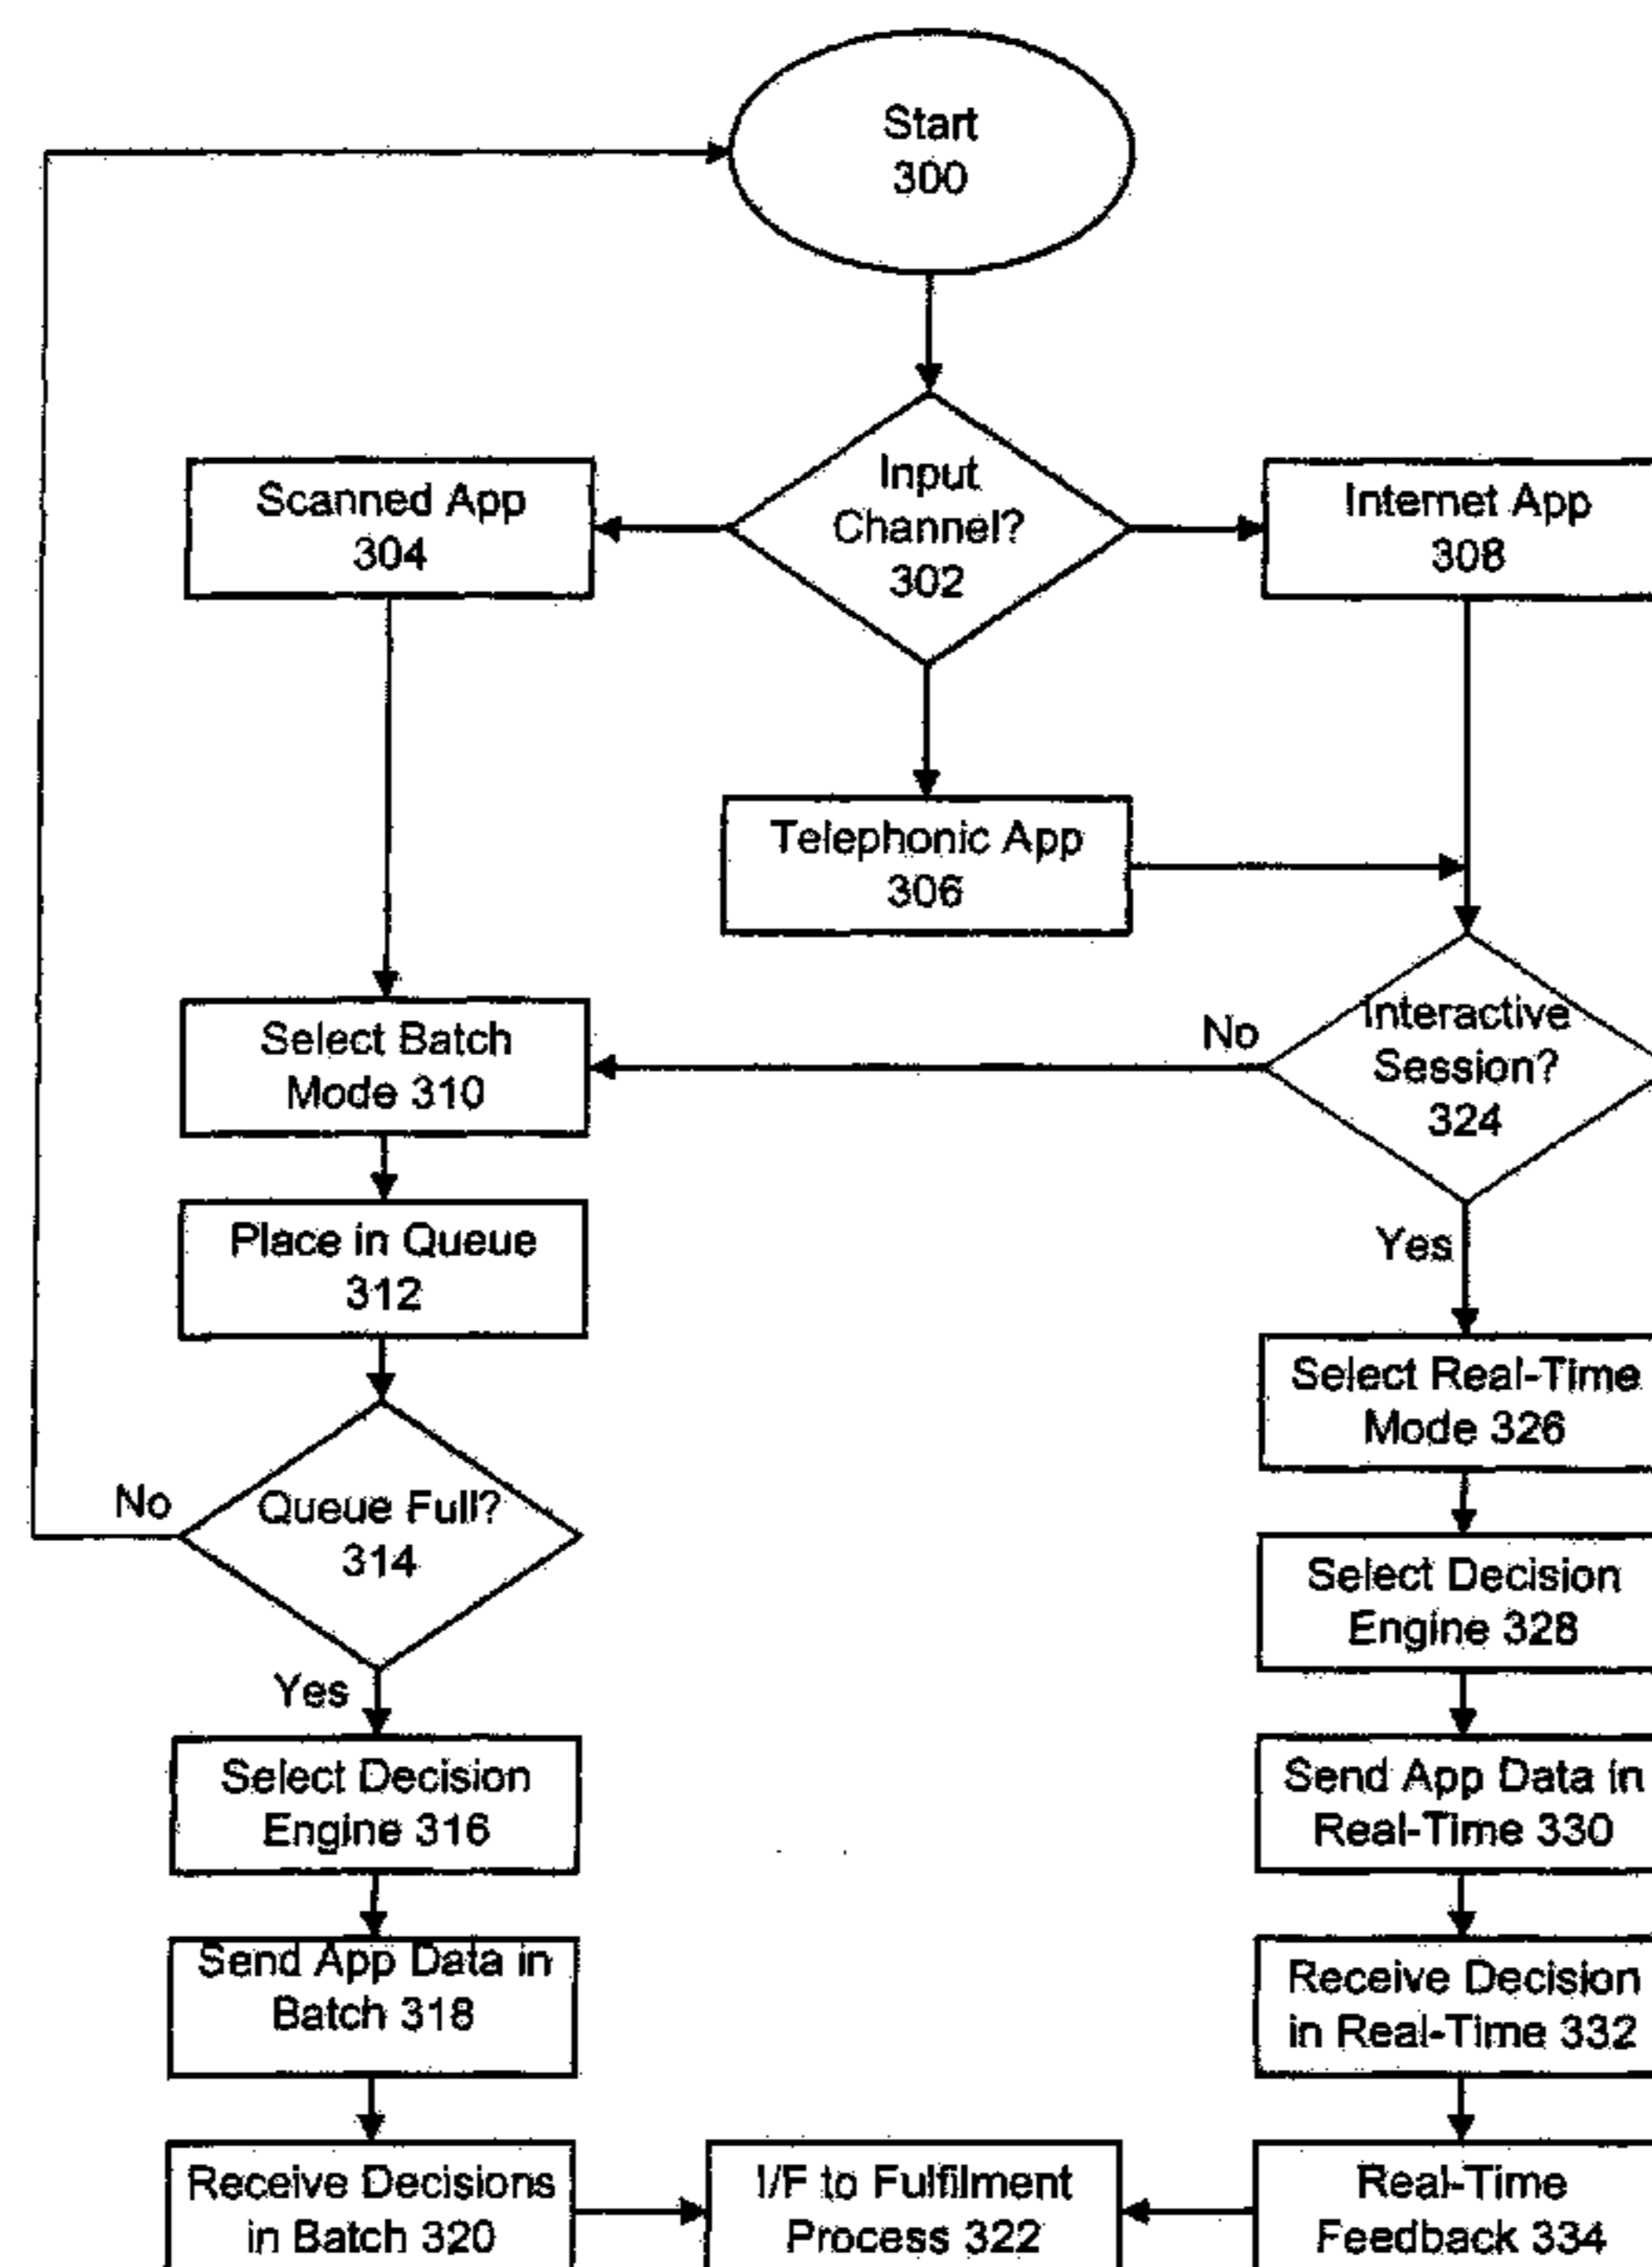 Start
300
Input
Channel?
302
Scanned App
304
Internet App
308
Telephonic App
306
Interactive
Session?
324
No
Yes
Select Batch
Mode 310
Place in Queue
312
Queue Full?
314
No
Yes
Select Decision
Engine 316
Send App Data in
Batch 318
Receive Decisions
in Batch 320
I/F to Fulfilment
Process 322
Select Real-Time
Mode 326
Select Decision
Engine 328
Send App Data in
Real-Time 330
Receive Decision
in Real-Time 332
Real-Time
Feedback 334